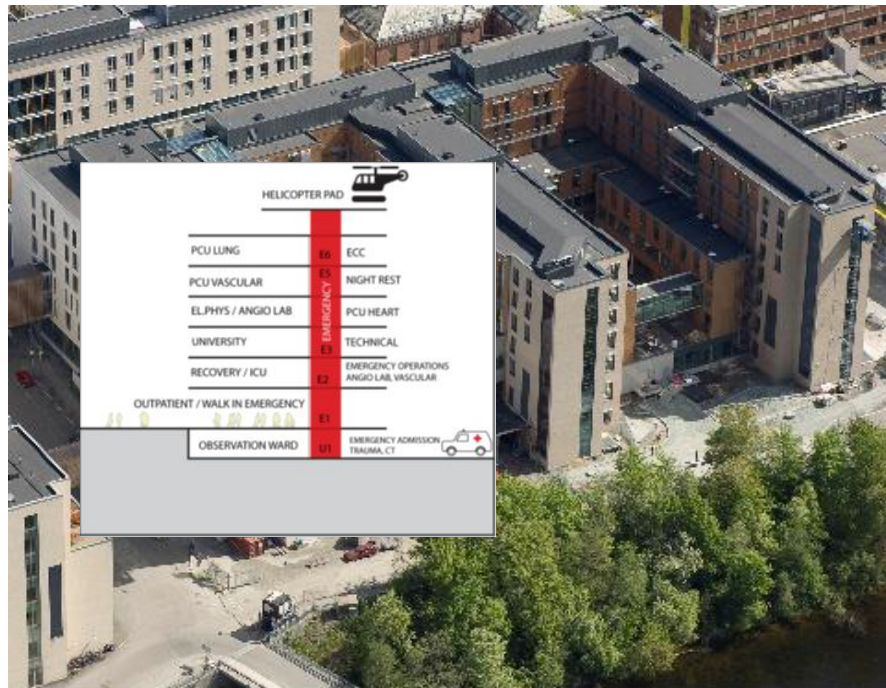 HELICOPTER PAD
PCU LUNG E6 ECC
E5
PCU VASCULAR NIGHT REST
EL.PHYS / ANGIO LAB PCU HEART
EMERGENCY
UNIVERSITY E3 TECHNICAL
RECOVERY / ICU E2 EMERGENCY OPERATIONS
ANGIO LAB, VASCULAR
OUTPATIENT / WALK IN EMERGENCY E1
OBSERVATION WARD U1 EMERGENCY ADMISSION
TRAUMA, CT